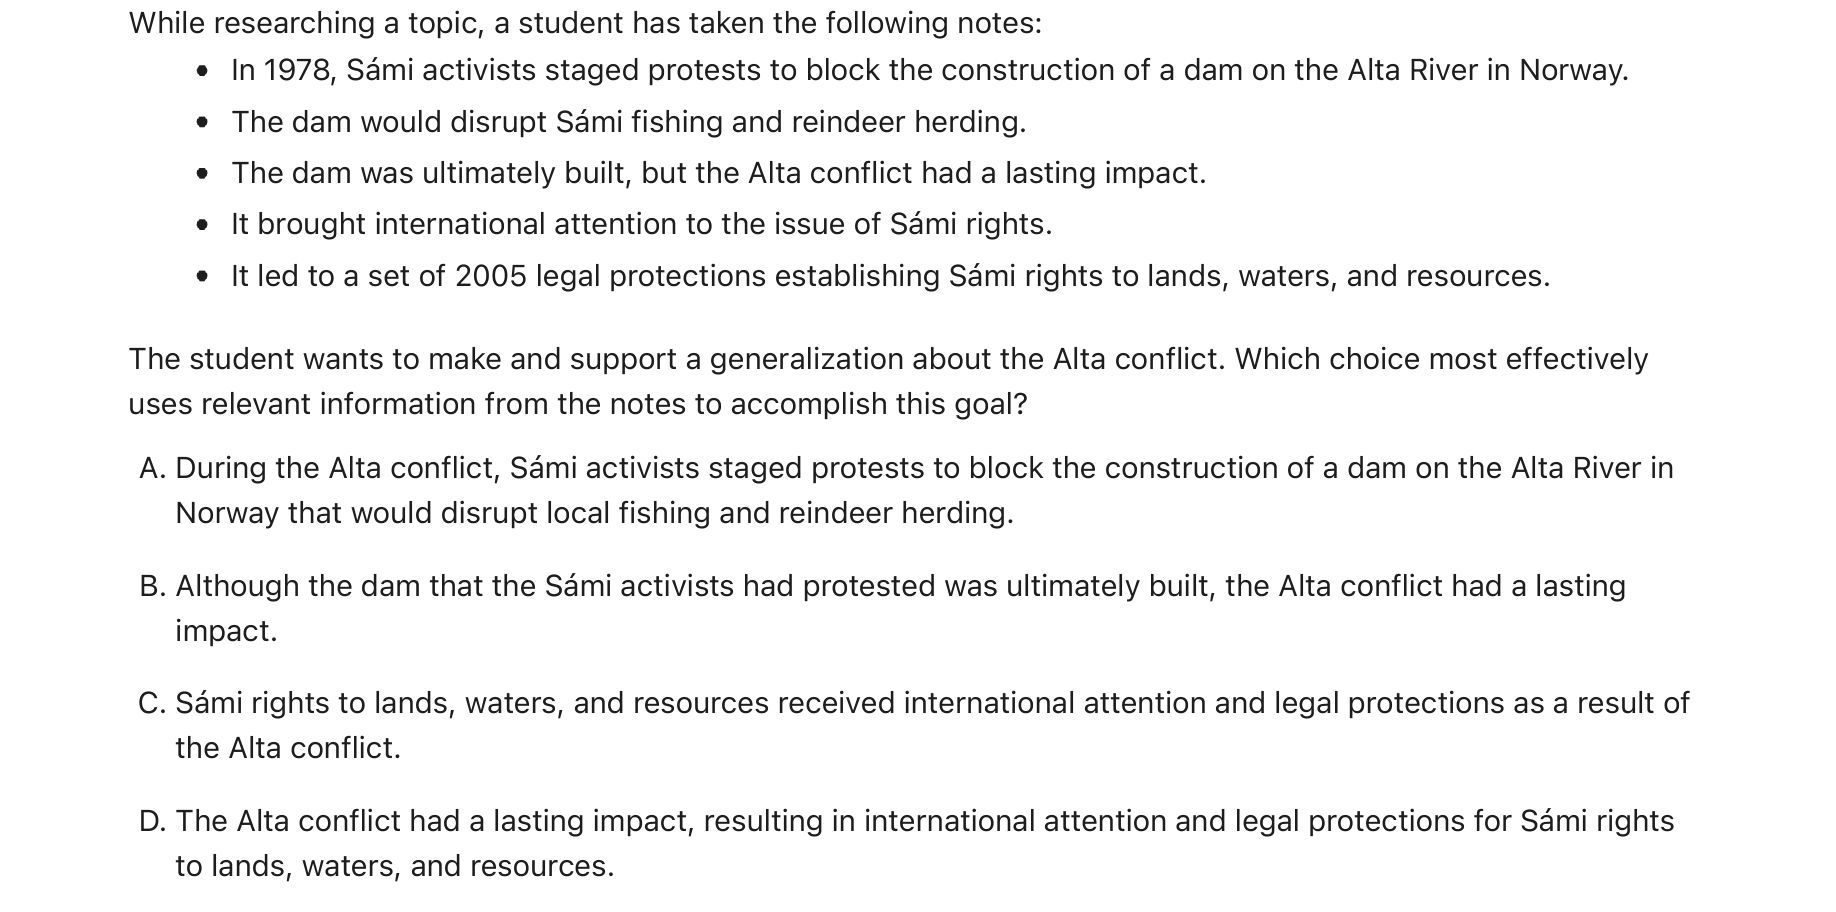 While researching a topic, a student has taken the following notes:
• In 1978, Sámi activists staged protests to block the construction of a dam on the Alta River in Norway.
• The dam would disrupt Sámi fishing and reindeer herding.
• The dam was ultimately built, but the Alta conflict had a lasting impact.
• It brought international attention to the issue of Sámi rights.
• It led to a set of 2005 legal protections establishing Sámi rights to lands, waters, and resources.
The student wants to make and support a generalization about the Alta conflict. Which choice most effectively
uses relevant information from the notes to accomplish this goal?
A. During the Alta conflict, Sámi activists staged protests to block the construction of a dam on the Alta River in
Norway that would disrupt local fishing and reindeer herding.
B. Although the dam that the Sámi activists had protested was ultimately built, the Alta conflict had a lasting
impact.
C. Sámi rights to lands, waters, and resources received international attention and legal protections as a result of
the Alta conflict.
D. The Alta conflict had a lasting impact, resulting in international attention and legal protections for Sámi rights
to lands, waters, and resources.